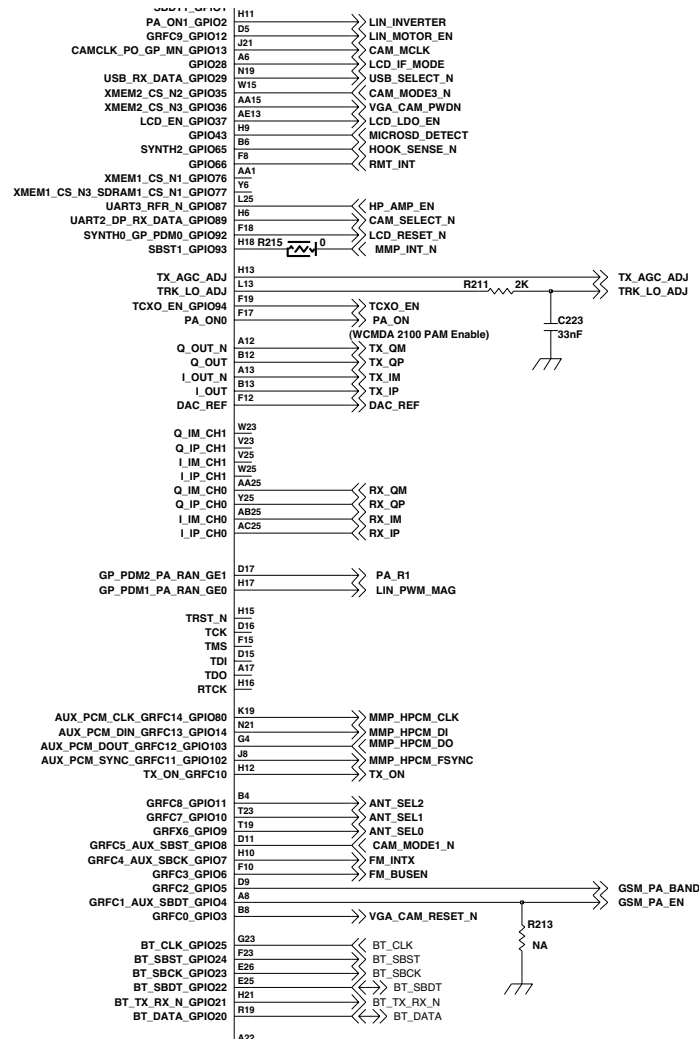 SBDT1_GPIO1
PA_ON1_GPIO2 H11 LIN_INVERTER
GRFC9_GPIO12 D5 LIN_MOTOR_EN
CAMCLK_PO_GP_MN_GPIO13 J21 CAM_MCLK
GPIO28 A6 LCD_IF_MODE
USB_RX_DATA_GPIO29 N19 USB_SELECT_N
XMEM2_CS_N2_GPIO35 W15 CAM_MODE3_N
XMEM2_CS_N3_GPIO36 AA15 VGA_CAM_PWDN
LCD_EN_GPIO37 AE13 LCD_LDO_EN
GPIO43 H9 MICROSD_DETECT
SYNTH2_GPIO65 B6 HOOK_SENSE_N
GPIO66 F8 RMT_INT
XMEM1_CS_N1_GPIO76 AA1
XMEM1_CS_N3_SDRAM1_CS_N1_GPIO77 Y6
UART3_RFR_N_GPIO87 L25 HP_AMP_EN
UART2_DP_RX_DATA_GPIO89 H6 CAM_SELECT_N
SYNTH0_GP_PDM0_GPIO92 F18 LCD_RESET_N
SBST1_GPIO93 H18 R215 0 MMP_INT_N
TX_AGC_ADJ H13 TX_AGC_ADJ
TRK_LO_ADJ L13 R211 2K TRK_LO_ADJ
TCXO_EN_GPIO94 F19 TCXO_EN
PA_ON0 F17 PA_ON
C223
33nF
(WCMDA 2100 PAM Enable)
Q_OUT_N A12 TX_QM
Q_OUT B12 TX_QP
I_OUT_N A13 TX_IM
I_OUT B13 TX_IP
DAC_REF F12 DAC_REF
Q_IM_CH1 W23
Q_IP_CH1 V23
I_IM_CH1 V25
I_IP_CH1 W25
Q_IM_CH0 AA25 RX_QM
Q_IP_CH0 Y25 RX_QP
I_IM_CH0 AB25 RX_IM
I_IP_CH0 AC25 RX_IP
GP_PDM2_PA_RAN_GE1 D17 PA_R1
GP_PDM1_PA_RAN_GE0 H17 LIN_PWM_MAG
TRST_N H15
TCK D16
TMS F15
TDI D15
TDO A17
RTCK H16
AUX_PCM_CLK_GRFC14_GPIO80 K19 MMP_HPCM_CLK
AUX_PCM_DIN_GRFC13_GPIO14 N21 MMP_HPCM_DI
AUX_PCM_DOUT_GRFC12_GPIO103 G4 MMP_HPCM_DO
AUX_PCM_SYNC_GRFC11_GPIO102 J8 MMP_HPCM_FSYNC
TX_ON_GRFC10 H12 TX_ON
GRFC8_GPIO11 B4 ANT_SEL2
GRFC7_GPIO10 T23 ANT_SEL1
GRFX6_GPIO9 T19 ANT_SEL0
GRFC5_AUX_SBST_GPIO8 D11 CAM_MODE1_N
GRFC4_AUX_SBCK_GPIO7 H10 FM_INTX
GRFC3_GPIO6 F10 FM_BUSEN
GRFC2_GPIO5 D9 GSM_PA_BAND
GRFC1_AUX_SBDT_GPIO4 A8 GSM_PA_EN
GRFC0_GPIO3 B8 VGA_CAM_RESET_N
R213
NA
BT_CLK_GPIO25 G23 BT_CLK
BT_SBST_GPIO24 F23 BT_SBST
BT_SBCK_GPIO23 E26 BT_SBCK
BT_SBDT_GPIO22 E25 BT_SBDT
BT_TX_RX_N_GPIO21 H21 BT_TX_RX_N
BT_DATA_GPIO20 R19 BT_DATA
A22